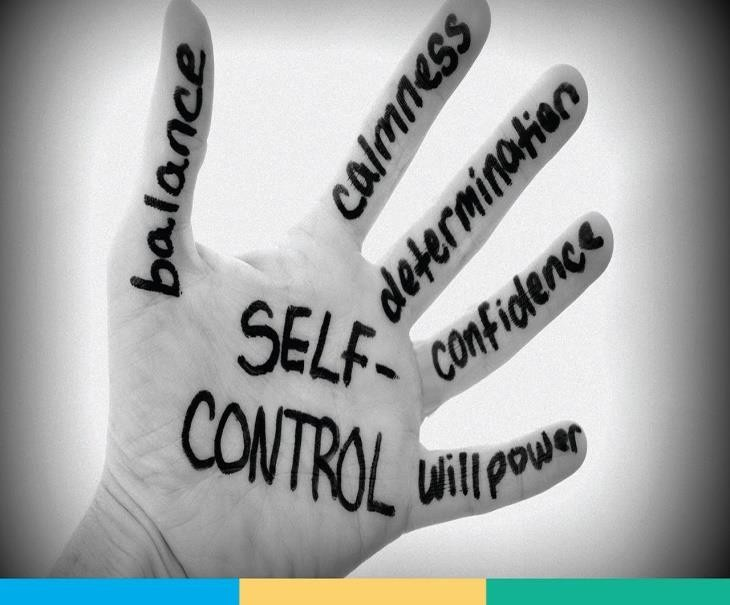 balance
calmness
determination
confidence
willpower
SELF-
CONTROL